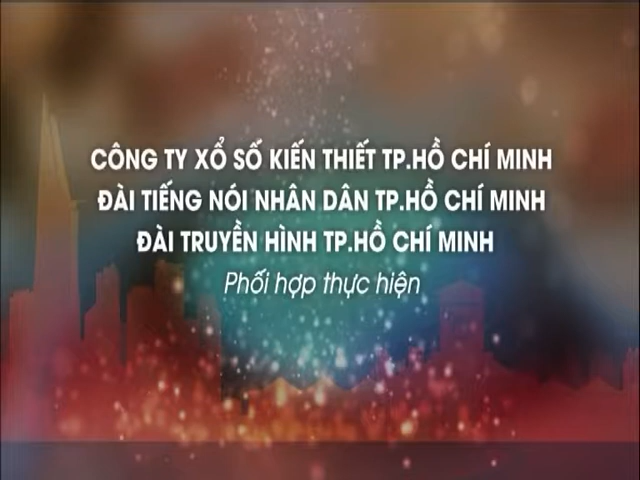 CÔNG TY XỔ SỐ KIẾN THIẾT TP.HỒ CHÍ MINH
ĐÀI TIẾNG NÓI NHÂN DÂN TP.HỒ CHÍ MINH
ĐÀI TRUYỀN HÌNH TP.HỒ CHÍ MINH
Phối hợp thực hiện